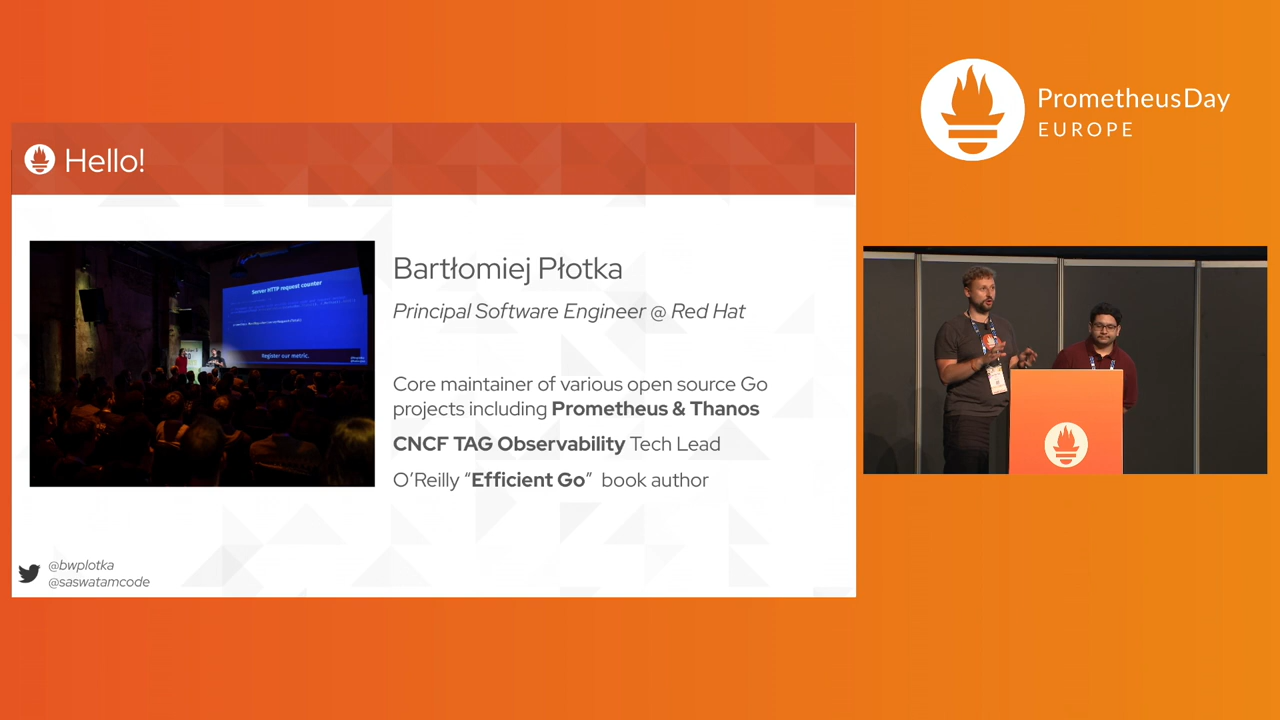 PrometheusDay
EUROPE
Hello!
Server HTTP request counter
Register our metric.
Bartłomiej Płotka
Principal Software Engineer @ Red Hat
Core maintainer of various open source Go
projects including Prometheus & Thanos
CNCF TAG Observability Tech Lead
O’Reilly “Efficient Go” book author
@bwplotka
@saswatamcode